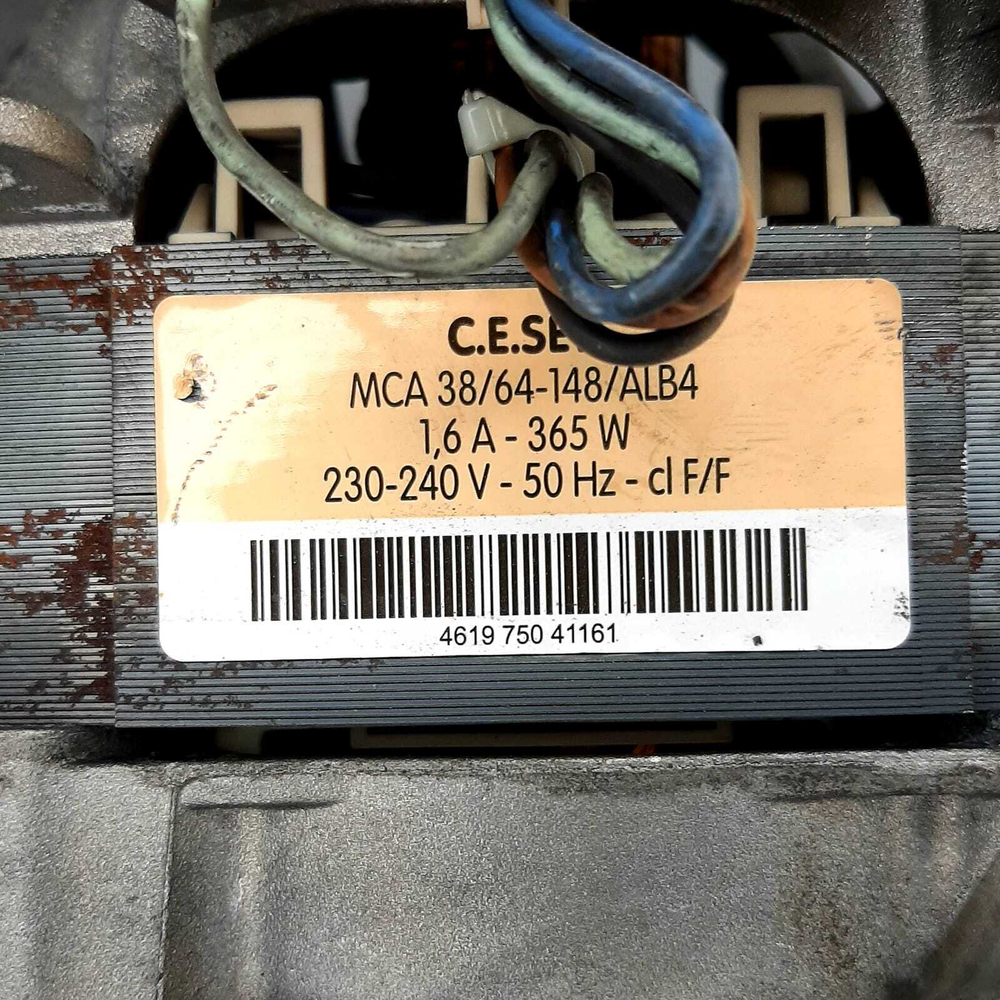 C.E.SE
MCA 38/64-148/ALB4
1,6 A - 365 W
230-240 V - 50 Hz - cl F/F
4619 750 41161